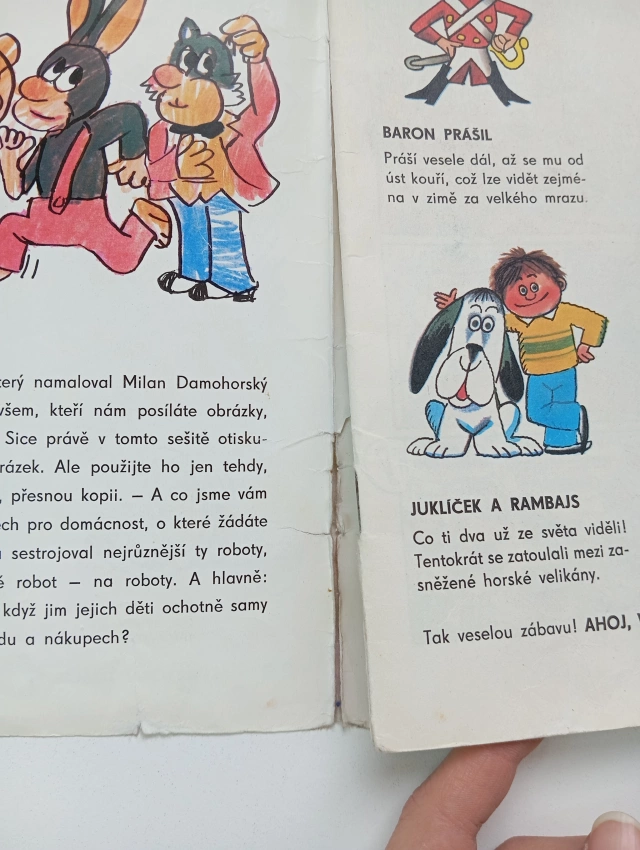 terý namaloval Milan Damohorský
všem, kteří nám posíláte obrázky,
Sice právě v tomto sešitě otisku-
rázek. Ale použijte ho jen tehdy,
, přesnou kopii. — A co jsme vám
ech pro domácnost, o které žádáte
sestrojoval nejrůznější ty roboty,
é robot — na roboty. A hlavně:
když jim jejich děti ochotně samy
du a nákupech?
BARON PRÁŠIL
Práší vesele dál, až se mu od
úst kouří, což lze vidět zejmé-
na v zimě za velkého mrazu.
JUKLÍČEK A RAMBAJS
Co ti dva už ze světa viděli!
Tentokrát se zatoulali mezi za-
sněžené horské velikány.
Tak veselou zábavu! AHOJ,